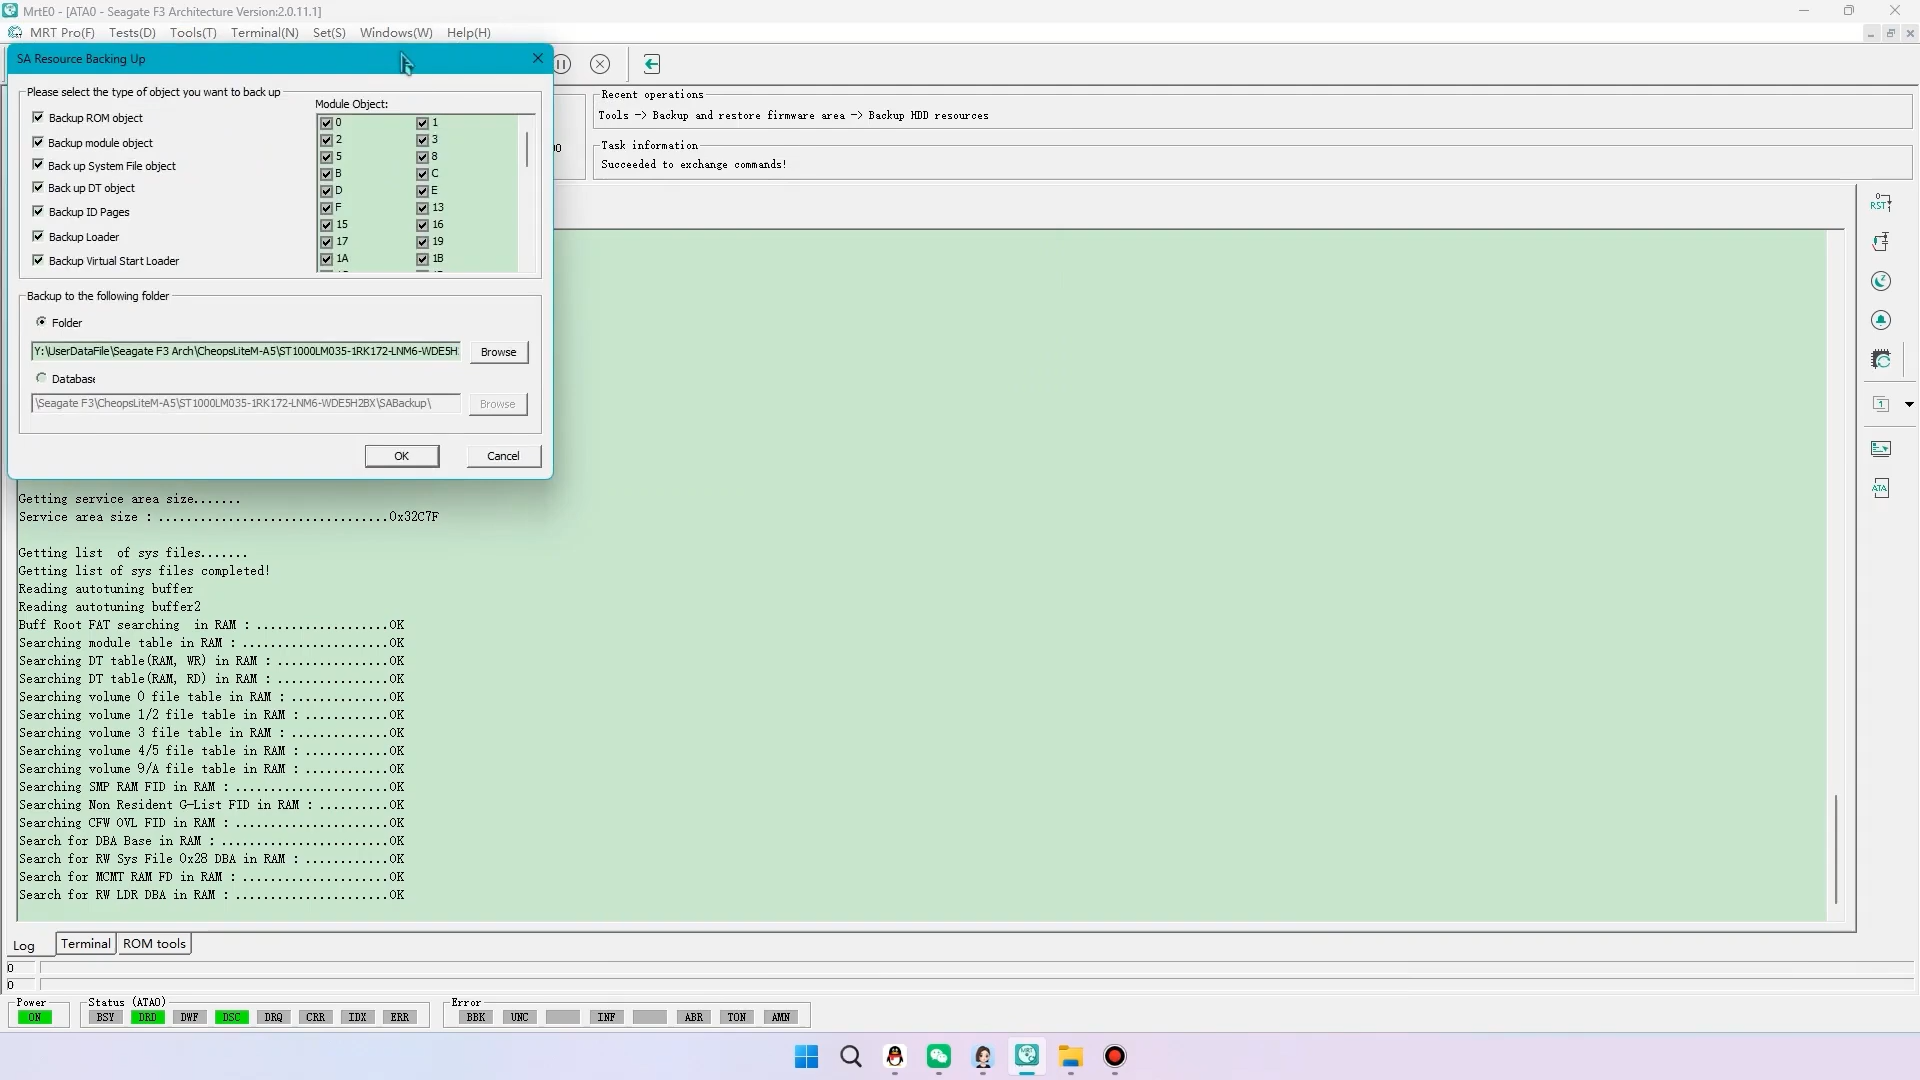 MrtE0 - [ATA0 - Seagate F3 Architecture Version:2.0.11.1]
MRT Pro(F) Tests(D) Tools(T) Terminal(N) Set(S) Windows(W) Help(H)
SA Resource Backing Up
Please select the type of object you want to back up
Module Object:
Backup ROM object
Backup module object
Back up System File object
Back up DT object
Backup ID Pages
Backup Loader
Backup Virtual Start Loader
0 1
2 3
5 8
B C
D E
F 13
15 16
17 19
1A 1B
Backup to the following folder
Folder
Y:\UserDataFile\Seagate F3 Arch\CheopsLiteM-A5\ST1000LM035-1RK172-LNM6-WDE5H
Browse
Database
\Seagate F3\CheopsLiteM-A5\ST1000LM035-1RK172-LNM6-WDE5H2BX\SABackup\
Browse
OK Cancel
Recent operations
Tools -> Backup and restore firmware area -> Backup HDD resources
Task information
Succeeded to exchange commands!
RST
ATA
Getting service area size.......
Service area size : .................................0x32C7F
Getting list  of sys files.......
Getting list of sys files completed!
Reading autotuning buffer
Reading autotuning buffer2
Buff Root FAT searching  in RAM : ...................OK
Searching module table in RAM : .....................OK
Searching DT table(RAM, WR) in RAM : ................OK
Searching DT table(RAM, RD) in RAM : ................OK
Searching volume 0 file table in RAM : ..............OK
Searching volume 1/2 file table in RAM : ............OK
Searching volume 3 file table in RAM : ..............OK
Searching volume 4/5 file table in RAM : ............OK
Searching volume 9/A file table in RAM : ............OK
Searching SMP RAM FID in RAM : ......................OK
Searching Non Resident G-List FID in RAM : ..........OK
Searching CFW OVL FID in RAM : ......................OK
Search for DBA Base in RAM : ........................OK
Search for RW Sys File 0x28 DBA in RAM : ............OK
Search for MCMT RAM FD in RAM : .....................OK
Search for RW LDR DBA in RAM : ......................OK
Log Terminal ROM tools
0
0
Power Status (ATA0) Error
ON BSY DRD DWF DSC DRQ CRR IDX ERR BBK UNC INF ABR TON AMN